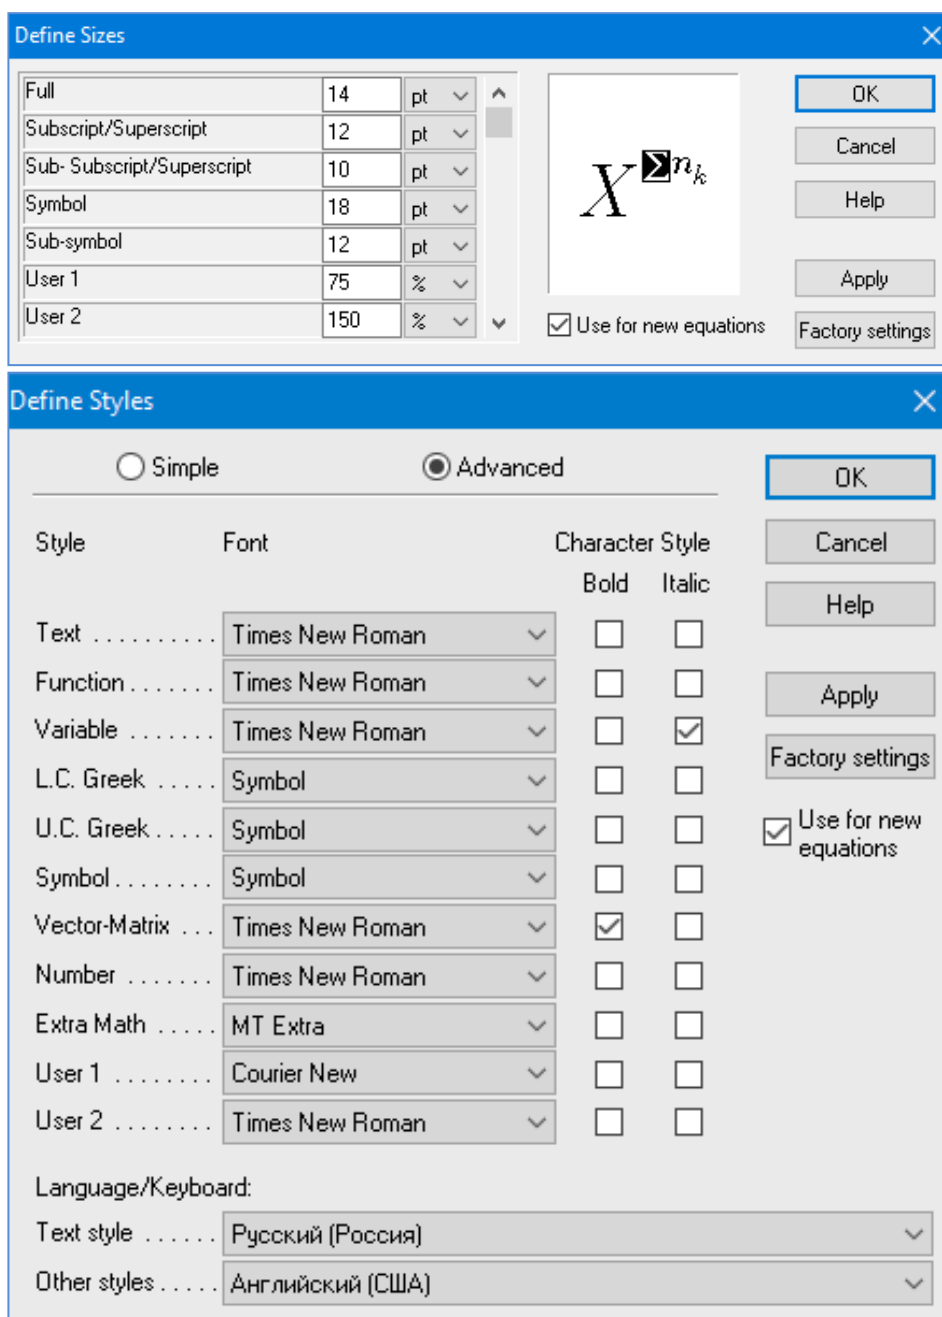 Define Sizes
Full 14 pt
Subscript/Superscript 12 pt
Sub- Subscript/Superscript 10 pt
Symbol 18 pt
Sub-symbol 12 pt
User 1 75 %
User 2 150 %
X Σ n k
Use for new equations
OK
Cancel
Help
Apply
Factory settings
Define Styles
Simple Advanced
OK
Cancel
Help
Apply
Factory settings
Use for new
equations
Style Font Character Style
Bold Italic
Text . . . . . . . . . . Times New Roman
Function . . . . . . . Times New Roman
Variable . . . . . . . Times New Roman
L.C. Greek . . . . . Symbol
U.C. Greek . . . . . Symbol
Symbol . . . . . . . . Symbol
Vector-Matrix . . . Times New Roman
Number . . . . . . . Times New Roman
Extra Math . . . . . MT Extra
User 1 . . . . . . . . Courier New
User 2 . . . . . . . . Times New Roman
Language/Keyboard:
Text style . . . . . . Русский (Россия)
Other styles . . . . . Английский (США)